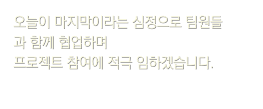 오늘이 마지막이라는 심정으로 팀원들
과 함께 협업하며
프로젝트 참여에 적극 임하겠습니다.